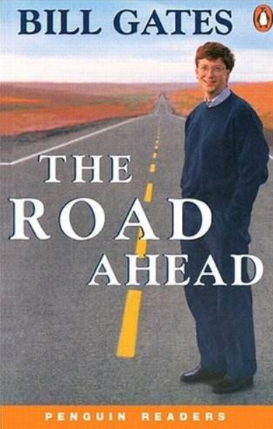 BILL GATES
THE
ROAD
AHEAD
PENGUIN READERS